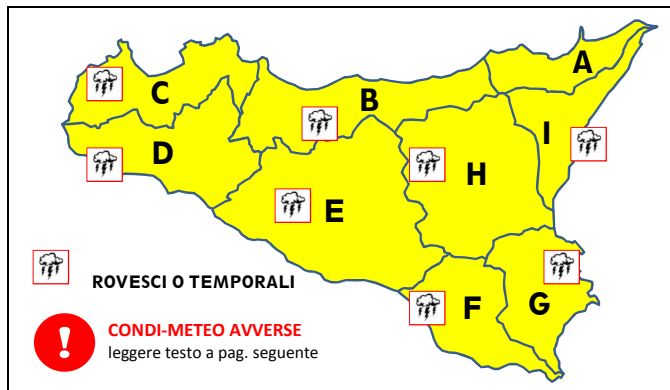 A
C
B
I
D
H
E
F
G
ROVESCI O TEMPORALI
!
CONDI-METEO AVVERSE
leggere testo a pag. seguente